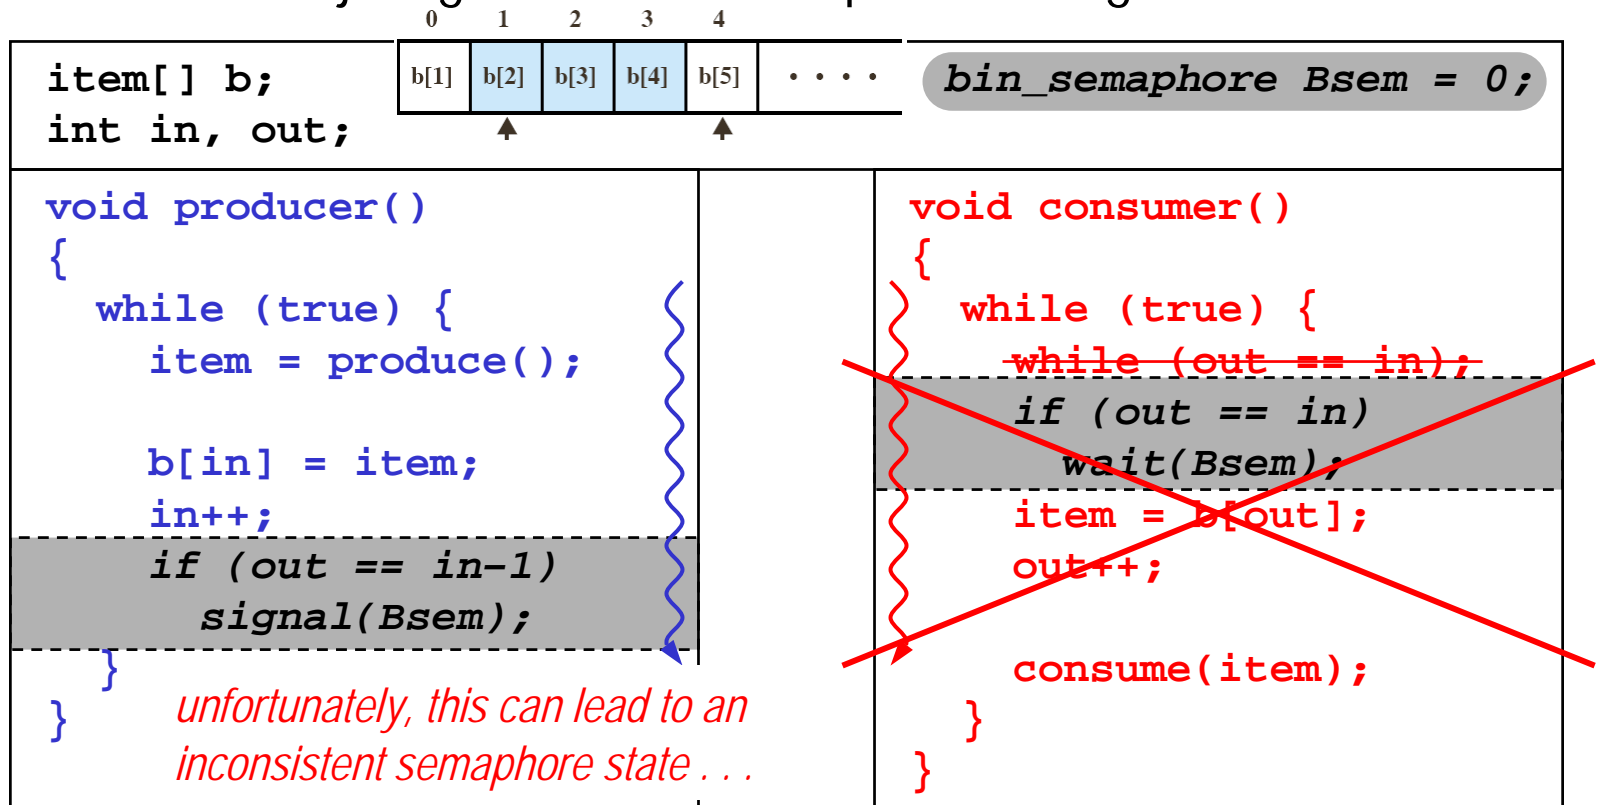 0 1 2 3 4
item[] b;
b[1] b[2] b[3] b[4] b[5] . . . .
bin_semaphore Bsem = 0;
int in, out;
void producer()
{
while (true) {
item = produce();
b[in] = item;
in++;
if (out == in-1)
signal(Bsem);
}
}
unfortunately, this can lead to an
inconsistent semaphore state . . .
void consumer()
{
while (true) {
while (out == in);
if (out == in)
wait(Bsem);
item = b[out];
out++;
consume(item);
}
}